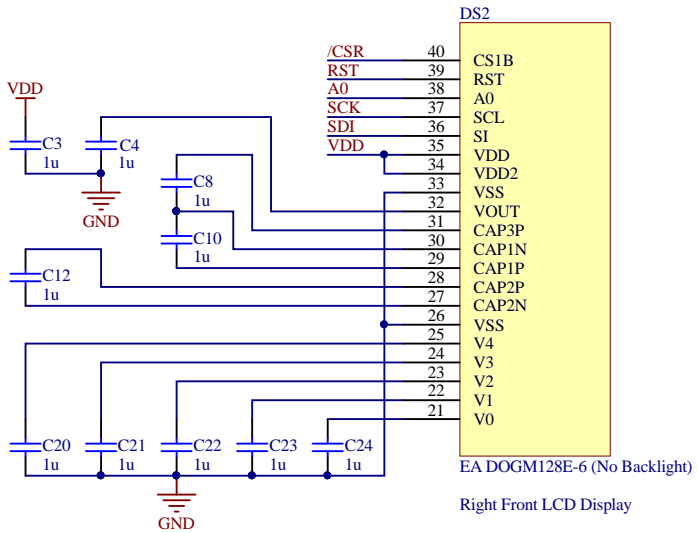 DS2
/CSR 40 CS1B
RST 39 RST
A0 38 A0
SCK 37 SCL
SDI 36 SI
VDD 35 VDD
34 VDD2
33 VSS
32 VOUT
31 CAP3P
30 CAP1N
29 CAP1P
28 CAP2P
27 CAP2N
26 VSS
25 V4
24 V3
23 V2
22 V1
21 V0
VDD
C3
1u
C4
1u
GND
C8
1u
C10
1u
C12
1u
C20
1u
C21
1u
C22
1u
C23
1u
C24
1u
GND
EA DOGM128E-6 (No Backlight)
Right Front LCD Display